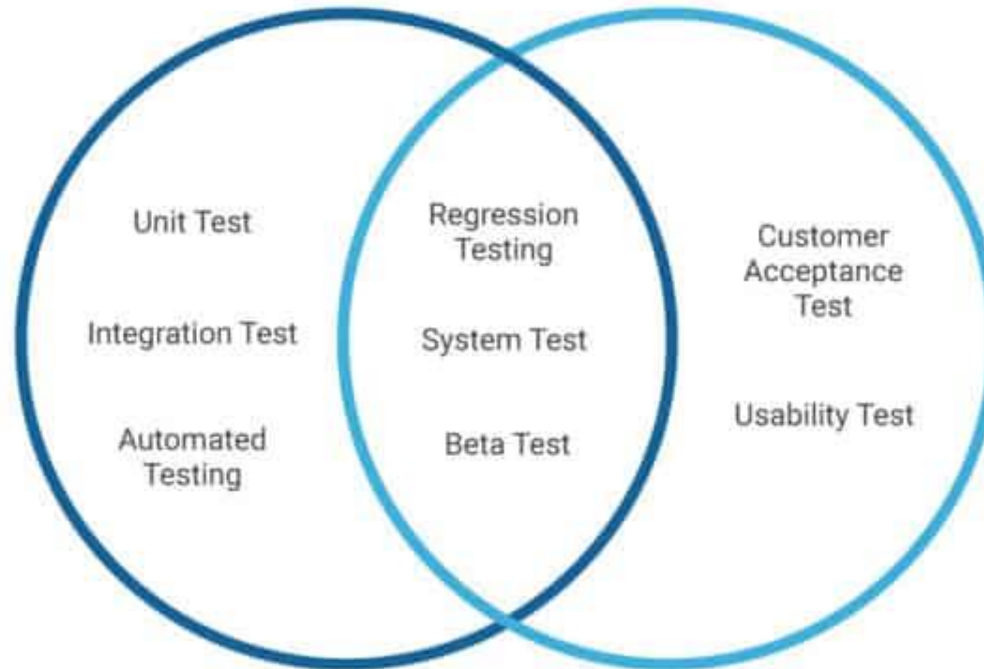 Unit Test
Integration Test
Automated
Testing
Regression
Testing
System Test
Beta Test
Customer
Acceptance
Test
Usability Test